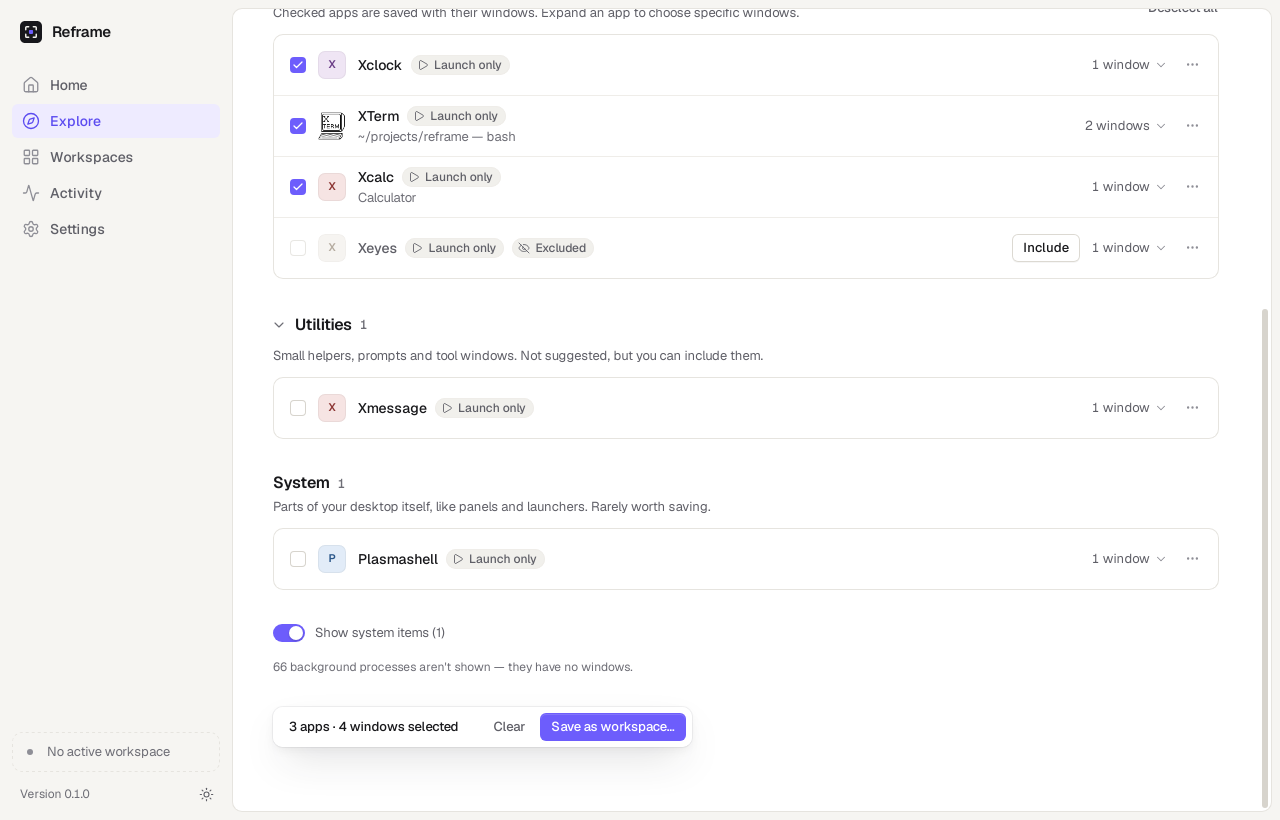 Reframe
Home
Explore
Workspaces
Activity
Settings
No active workspace
Version 0.1.0
Checked apps are saved with their windows. Expand an app to choose specific windows.
Deselect all
X Xclock Launch only 1 window
XTERM XTerm Launch only 2 windows
~/projects/reframe — bash
X Xcalc Launch only 1 window
Calculator
X Xeyes Launch only Excluded Include 1 window
Utilities 1
Small helpers, prompts and tool windows. Not suggested, but you can include them.
X Xmessage Launch only 1 window
System 1
Parts of your desktop itself, like panels and launchers. Rarely worth saving.
P Plasmashell Launch only 1 window
Show system items (1)
66 background processes aren't shown — they have no windows.
3 apps · 4 windows selected Clear Save as workspace…